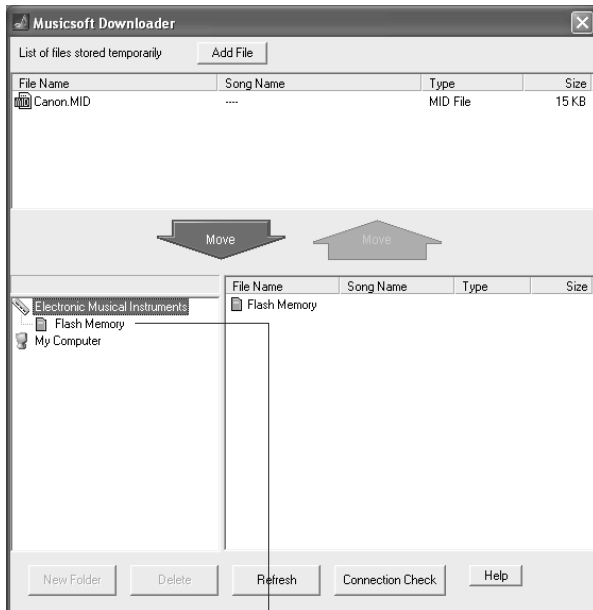 Musicsoft Downloader
List of files stored temporarily Add File
File Name Song Name Type Size
Canon.MID ---- MID File 15 KB
Move Move
File Name Song Name Type Size
Electronic Musical Instruments Flash Memory
Flash Memory
My Computer
New Folder Delete Refresh Connection Check Help